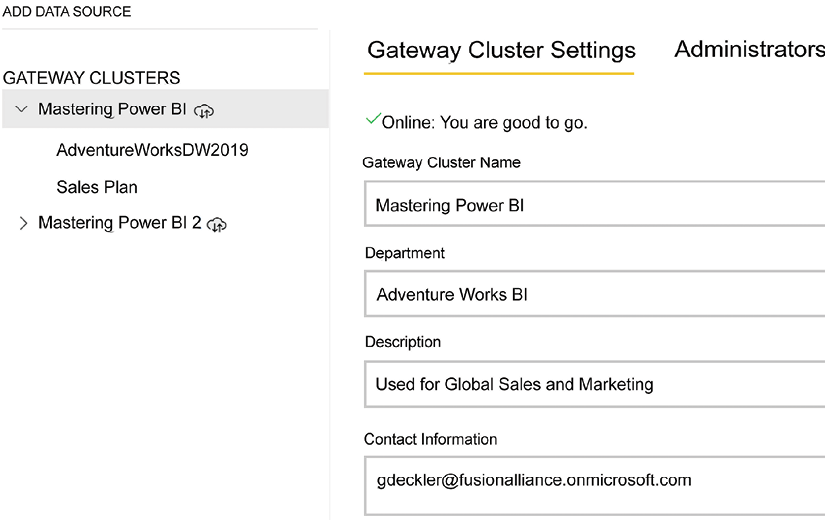 ADD DATA SOURCE
GATEWAY CLUSTERS
Mastering Power BI
AdventureWorksDW2019
Sales Plan
Mastering Power BI 2
Gateway Cluster Settings
Administrators
Online: You are good to go.
Gateway Cluster Name
Mastering Power BI
Department
Adventure Works BI
Description
Used for Global Sales and Marketing
Contact Information
gdeckler@fusionalliance.onmicrosoft.com